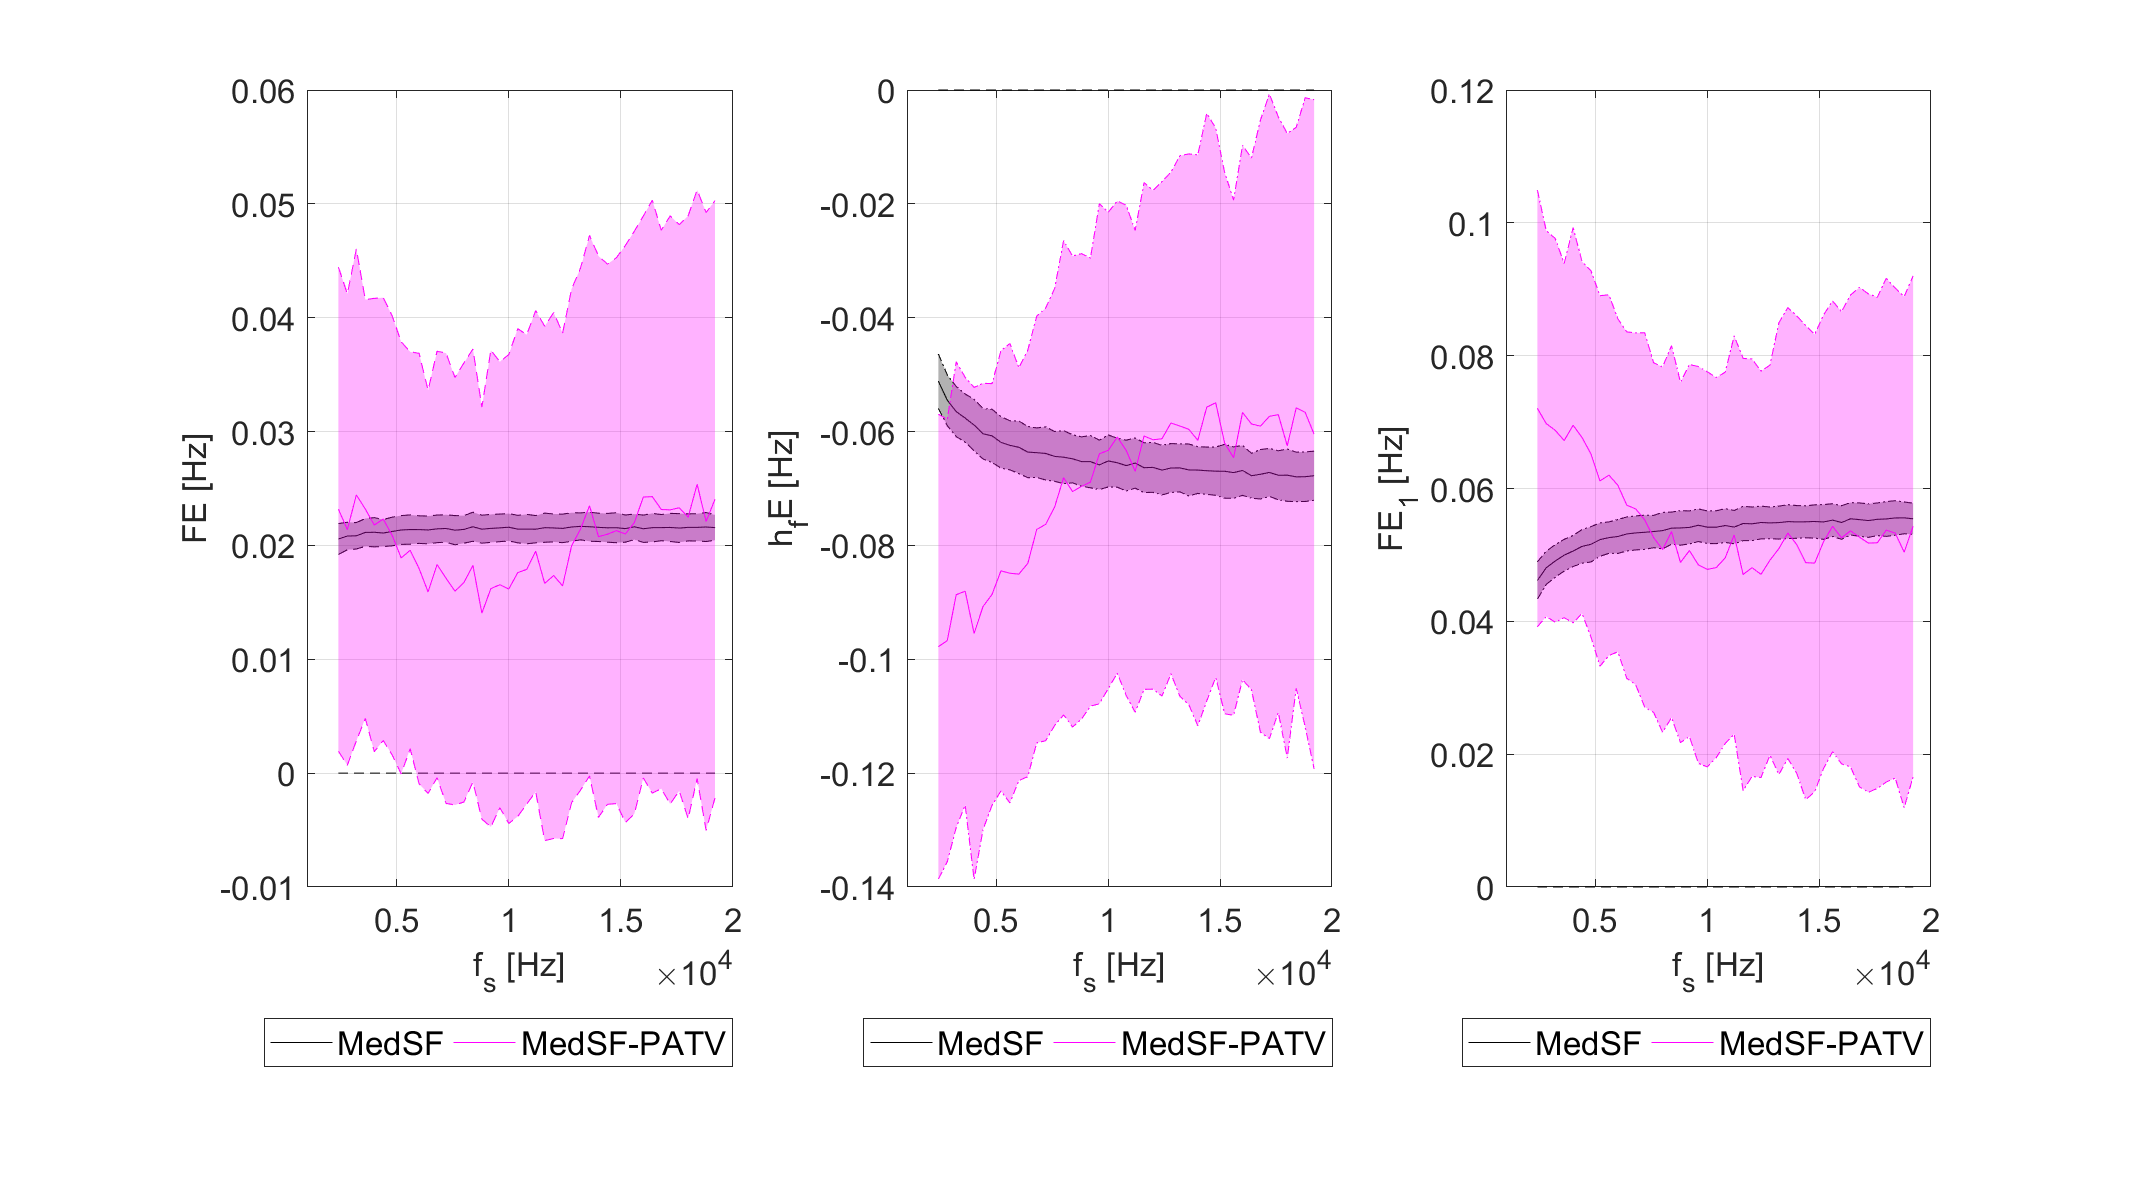 0.06
0.05
0.04
0.03
0.02
0.01
0
-0.01
FE [Hz]
0.5 1 1.5 2
×10^4
f_s [Hz]
MedSF MedSF-PATV
0
-0.02
-0.04
-0.06
-0.08
-0.1
-0.12
-0.14
h_fE [Hz]
0.5 1 1.5 2
×10^4
f_s [Hz]
MedSF MedSF-PATV
0.12
0.1
0.08
0.06
0.04
0.02
0
FE_1 [Hz]
0.5 1 1.5 2
×10^4
f_s [Hz]
MedSF MedSF-PATV